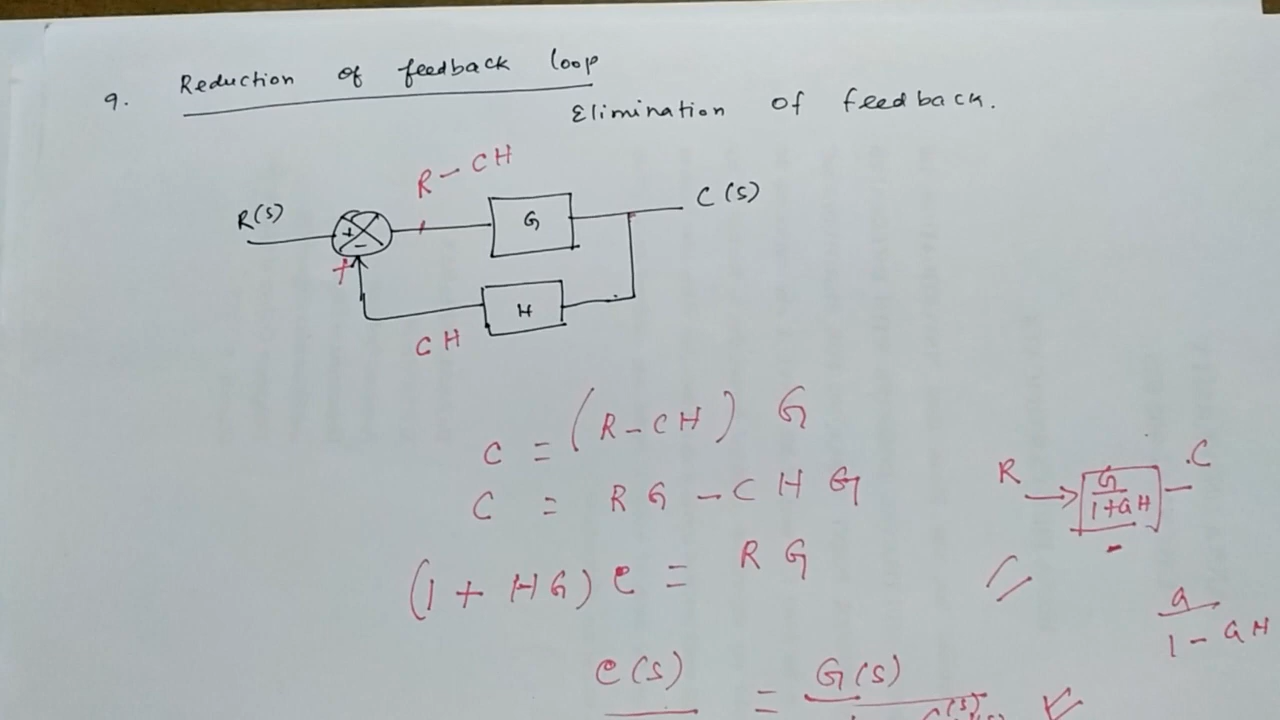 9. Reduction of feedback loop
Elimination of feedback.
R - CH
R(s)
C(s)
+
-
G
+
H
CH
C = (R - CH) G
C = RG - CHG
(1 + HG) C = RG
R
G
1+GH
C
G
1 - GH
C(s)
= G(s)